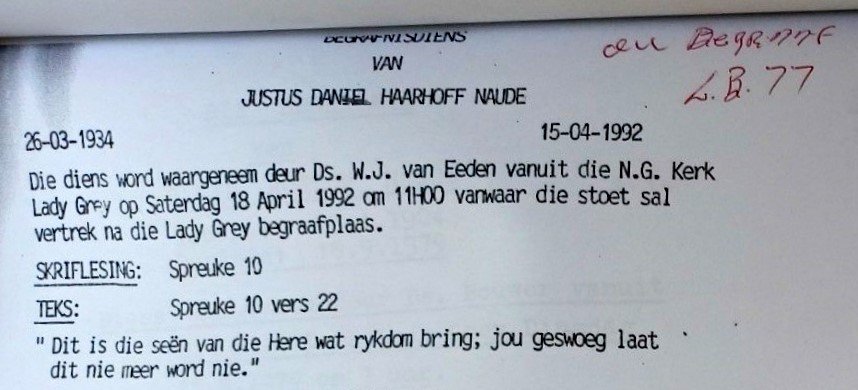 BEGRAFNISDIENS
VAN
JUSTUS DANIEL HAARHOFF NAUDE
L.B. 77
26-03-1934 15-04-1992
Die diens word waargeneem deur Ds. W.J. van Eeden vanuit die N.G. Kerk
Lady Grey op Saterdag 18 April 1992 om 11H00 vanwaar die stoet sal
vertrek na die Lady Grey begraafplaas.
SKRIFLESING: Spreuke 10
TEKS: Spreuke 10 vers 22
" Dit is die seën van die Here wat rykdom bring; jou geswoeg laat
dit nie meer word nie."